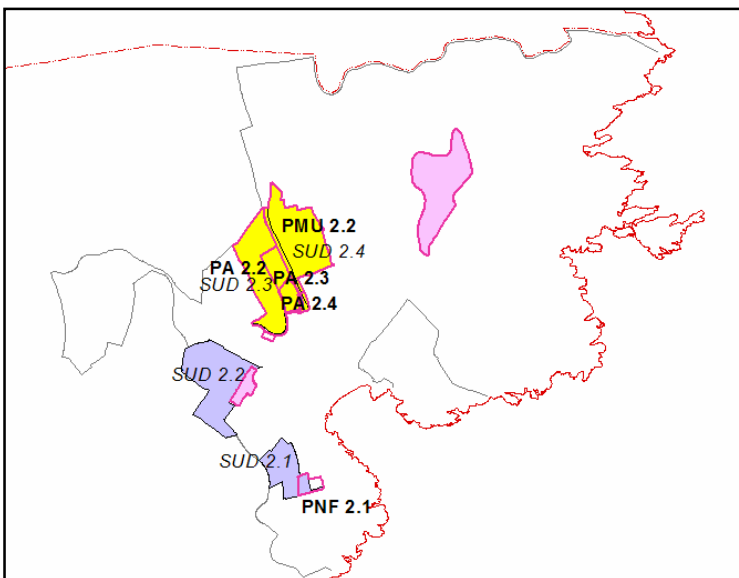 PMU 2.2
SUD 2.4
PA 2.2
PA 2.3
SUD 2.3
PA 2.4
SUD 2.2
SUD 2.1
PNF 2.1